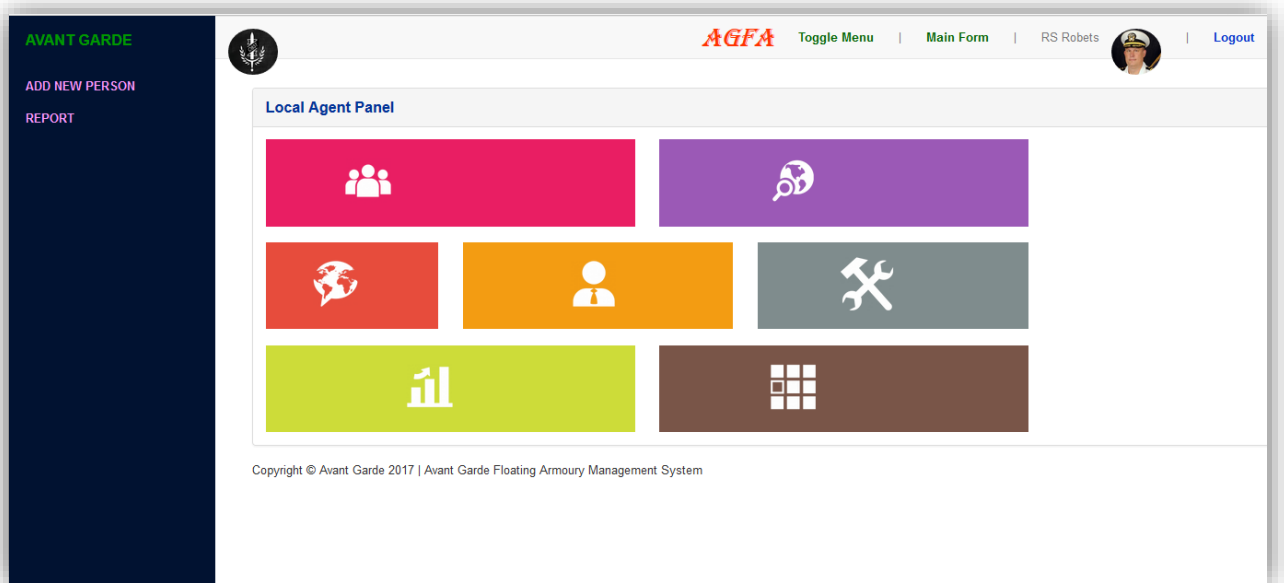 AVANT GARDE
ADD NEW PERSON
REPORT
AGFA Toggle Menu | Main Form | RS Robets | Logout
Local Agent Panel
Copyright © Avant Garde 2017 | Avant Garde Floating Armoury Management System